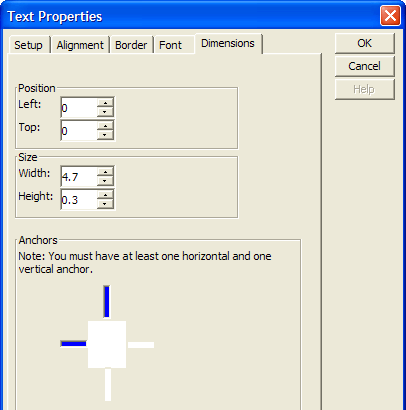 Text Properties
Setup Alignment Border Font Dimensions
OK
Cancel
Help
Position
Left: 0
Top: 0
Size
Width: 4.7
Height: 0.3
Anchors
Note: You must have at least one horizontal and one
vertical anchor.